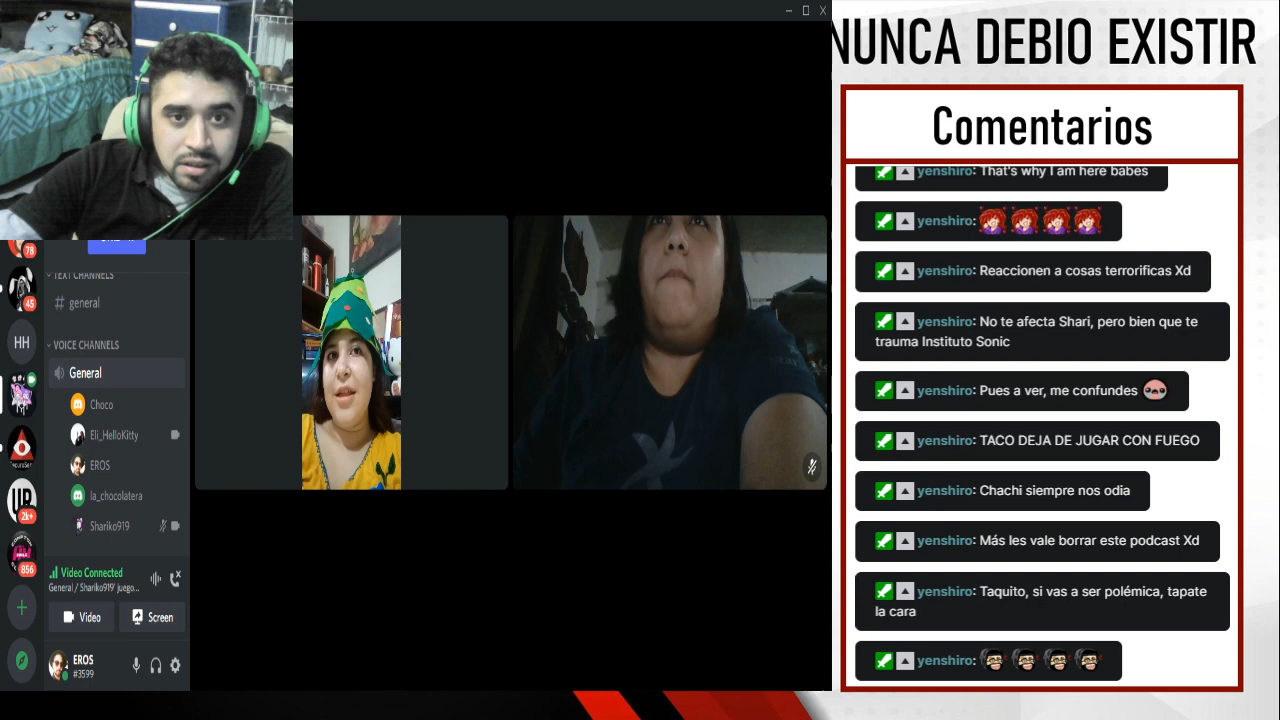 NUNCA DEBIO EXISTIR
Comentarios
yenshiro: That's why I am here babes
yenshiro:
yenshiro: Reaccionen a cosas terrorificas Xd
yenshiro: No te afecta Shari, pero bien que te
trauma Instituto Sonic
yenshiro: Pues a ver, me confundes
yenshiro: TACO DEJA DE JUGAR CON FUEGO
yenshiro: Chachi siempre nos odia
yenshiro: Más les vale borrar este podcast Xd
yenshiro: Taquito, si vas a ser polémica, tapate
la cara
yenshiro:
78
45
HH
2k+
856
TEXT CHANNELS
# general
VOICE CHANNELS
General
Choco
Eli_HelloKitty
EROS
la_chocolatera
Shariko919
Video Connected
General / Shariko919' juego...
Video
Screen
EROS
#3599